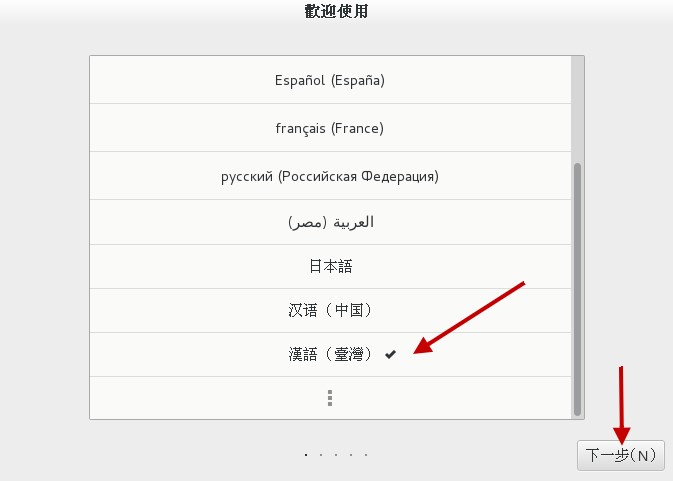 歡迎使用
Español (España)
français (France)
русский (Российская Федерация)
العربية (مصر)
日本語
汉语（中国）
漢語（臺灣）
下一步(N)